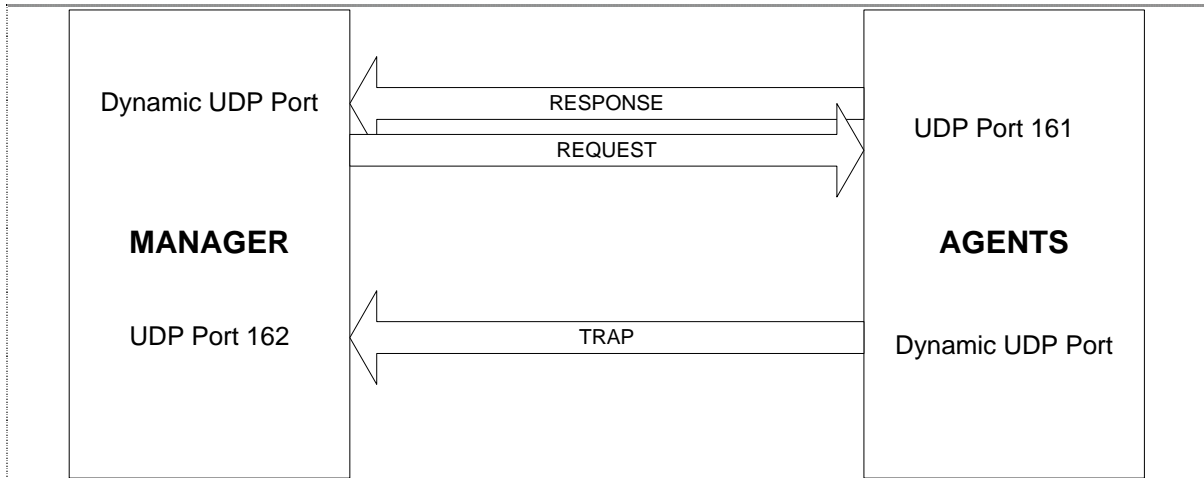 Dynamic UDP Port
RESPONSE
UDP Port 161
REQUEST
MANAGER
AGENTS
UDP Port 162
TRAP
Dynamic UDP Port